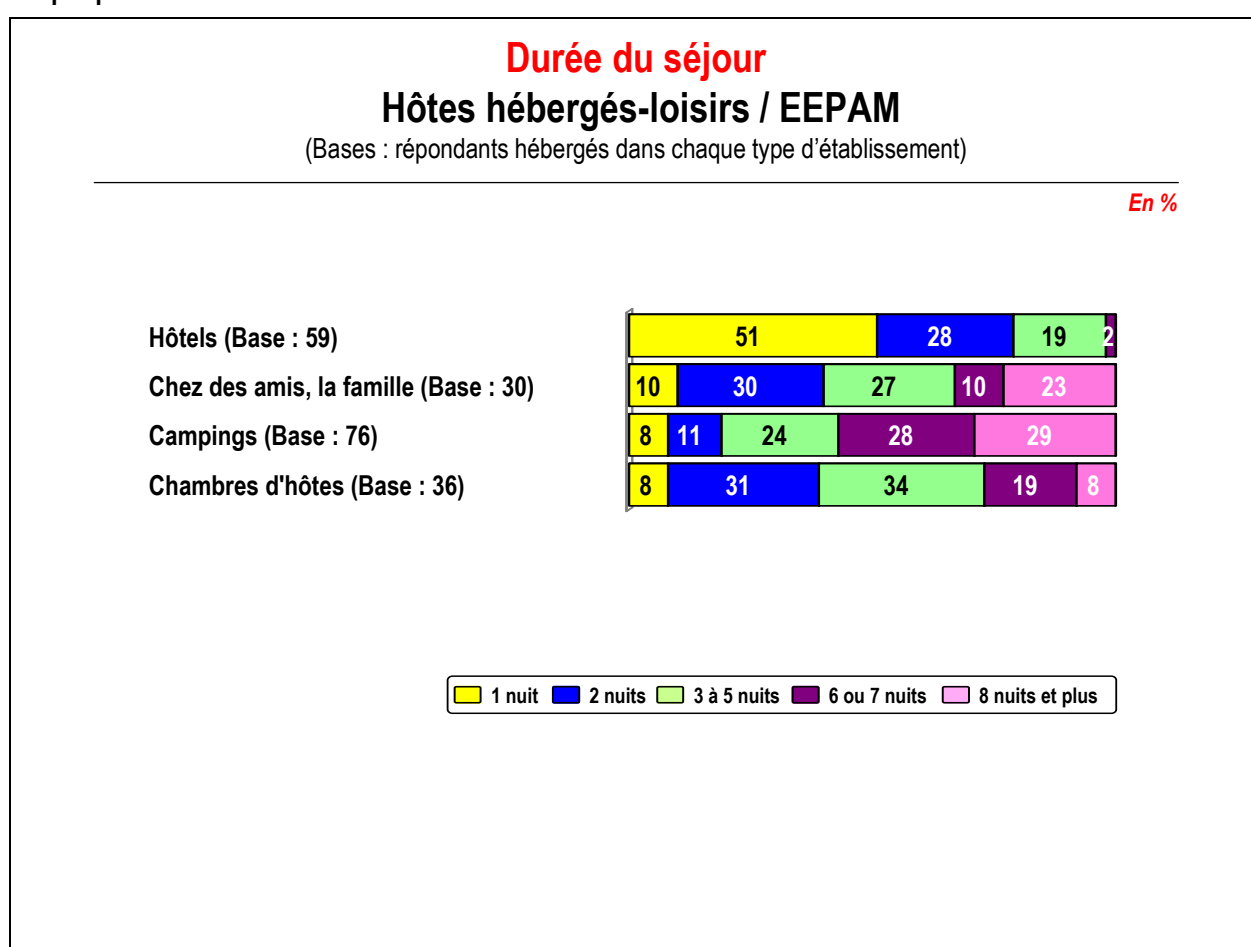 Durée du séjour
Hôtes hébergés-loisirs / EEPAM
(Bases : répondants hébergés dans chaque type d’établissement)
En %
Hôtels (Base : 59) 51 28 19 2
Chez des amis, la famille (Base : 30) 10 30 27 10 23
Campings (Base : 76) 8 11 24 28 29
Chambres d'hôtes (Base : 36) 8 31 34 19 8
1 nuit 2 nuits 3 à 5 nuits 6 ou 7 nuits 8 nuits et plus